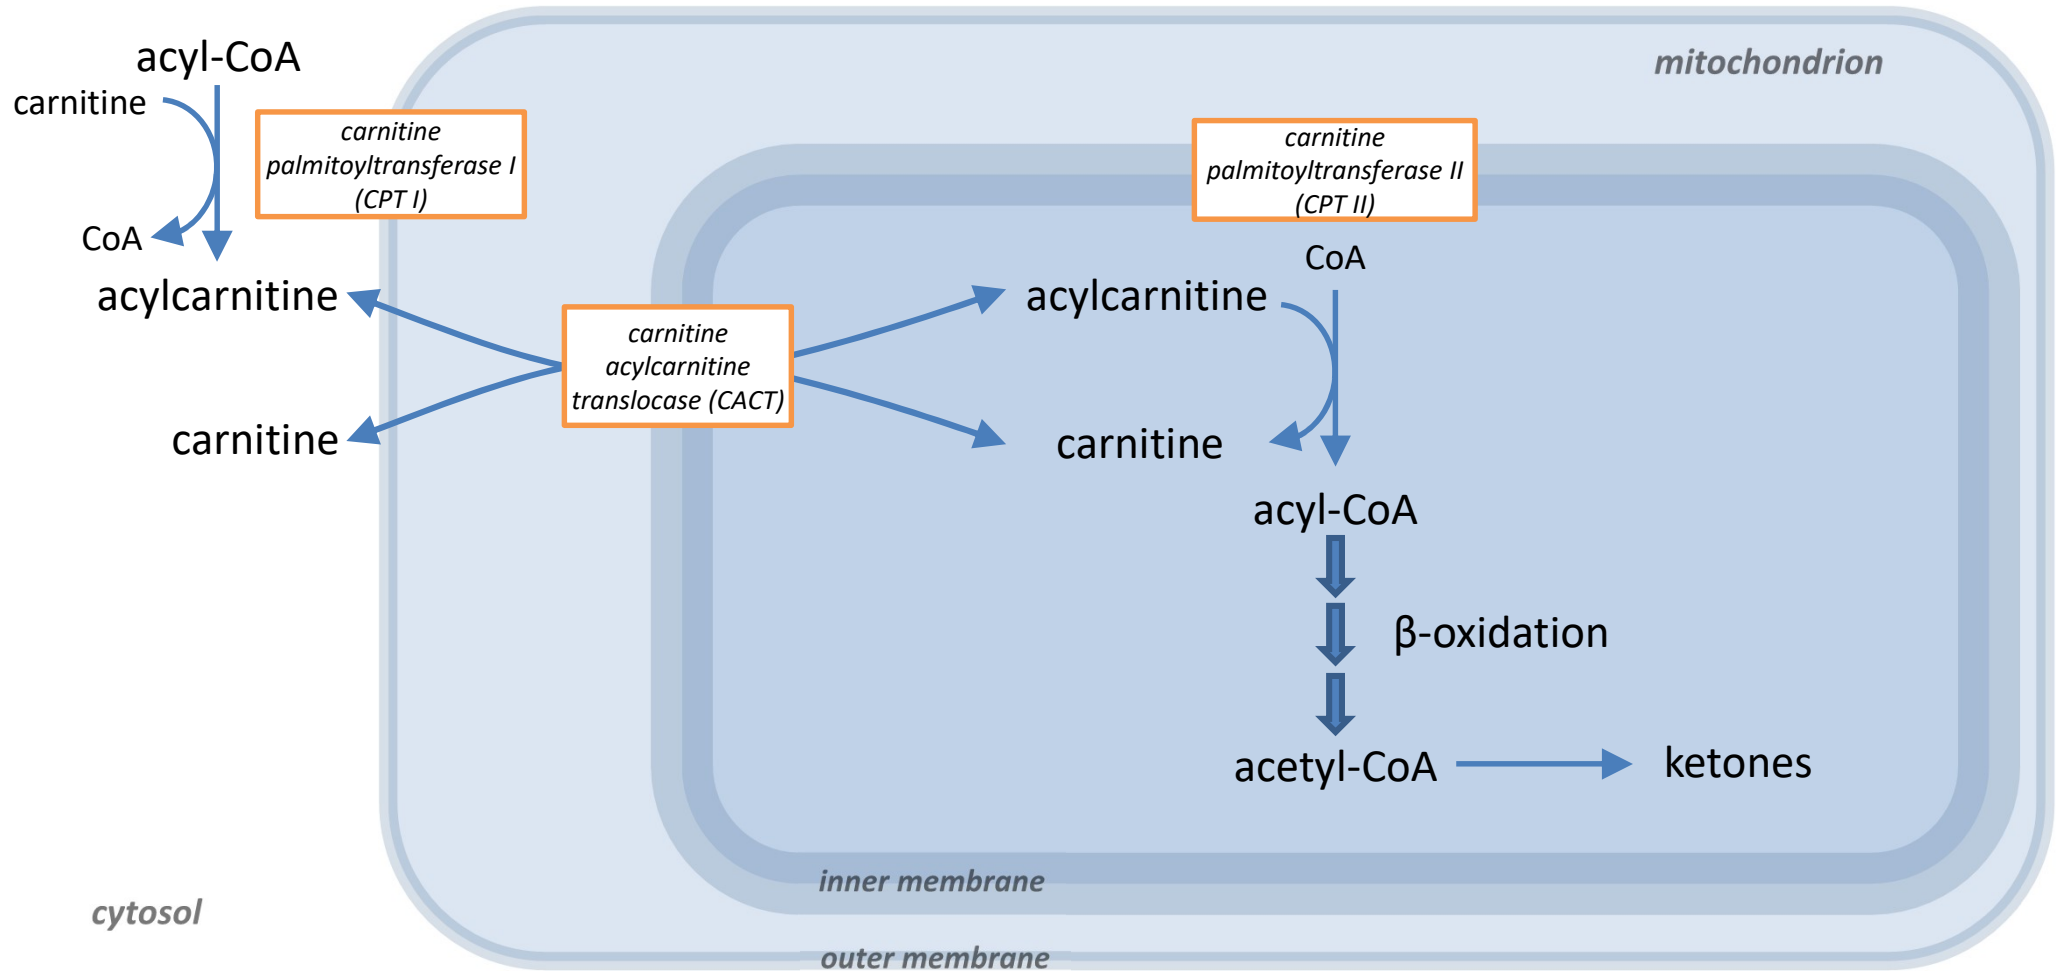 acyl-CoA
carnitine
CoA
acylcarnitine
carnitine
carnitine
palmitoyltransferase I
(CPT I)
carnitine
acylcarnitine
translocase (CACT)
mitochondrion
carnitine
palmitoyltransferase II
(CPT II)
CoA
acylcarnitine
carnitine
acyl-CoA
β-oxidation
acetyl-CoA
ketones
inner membrane
cytosol
outer membrane